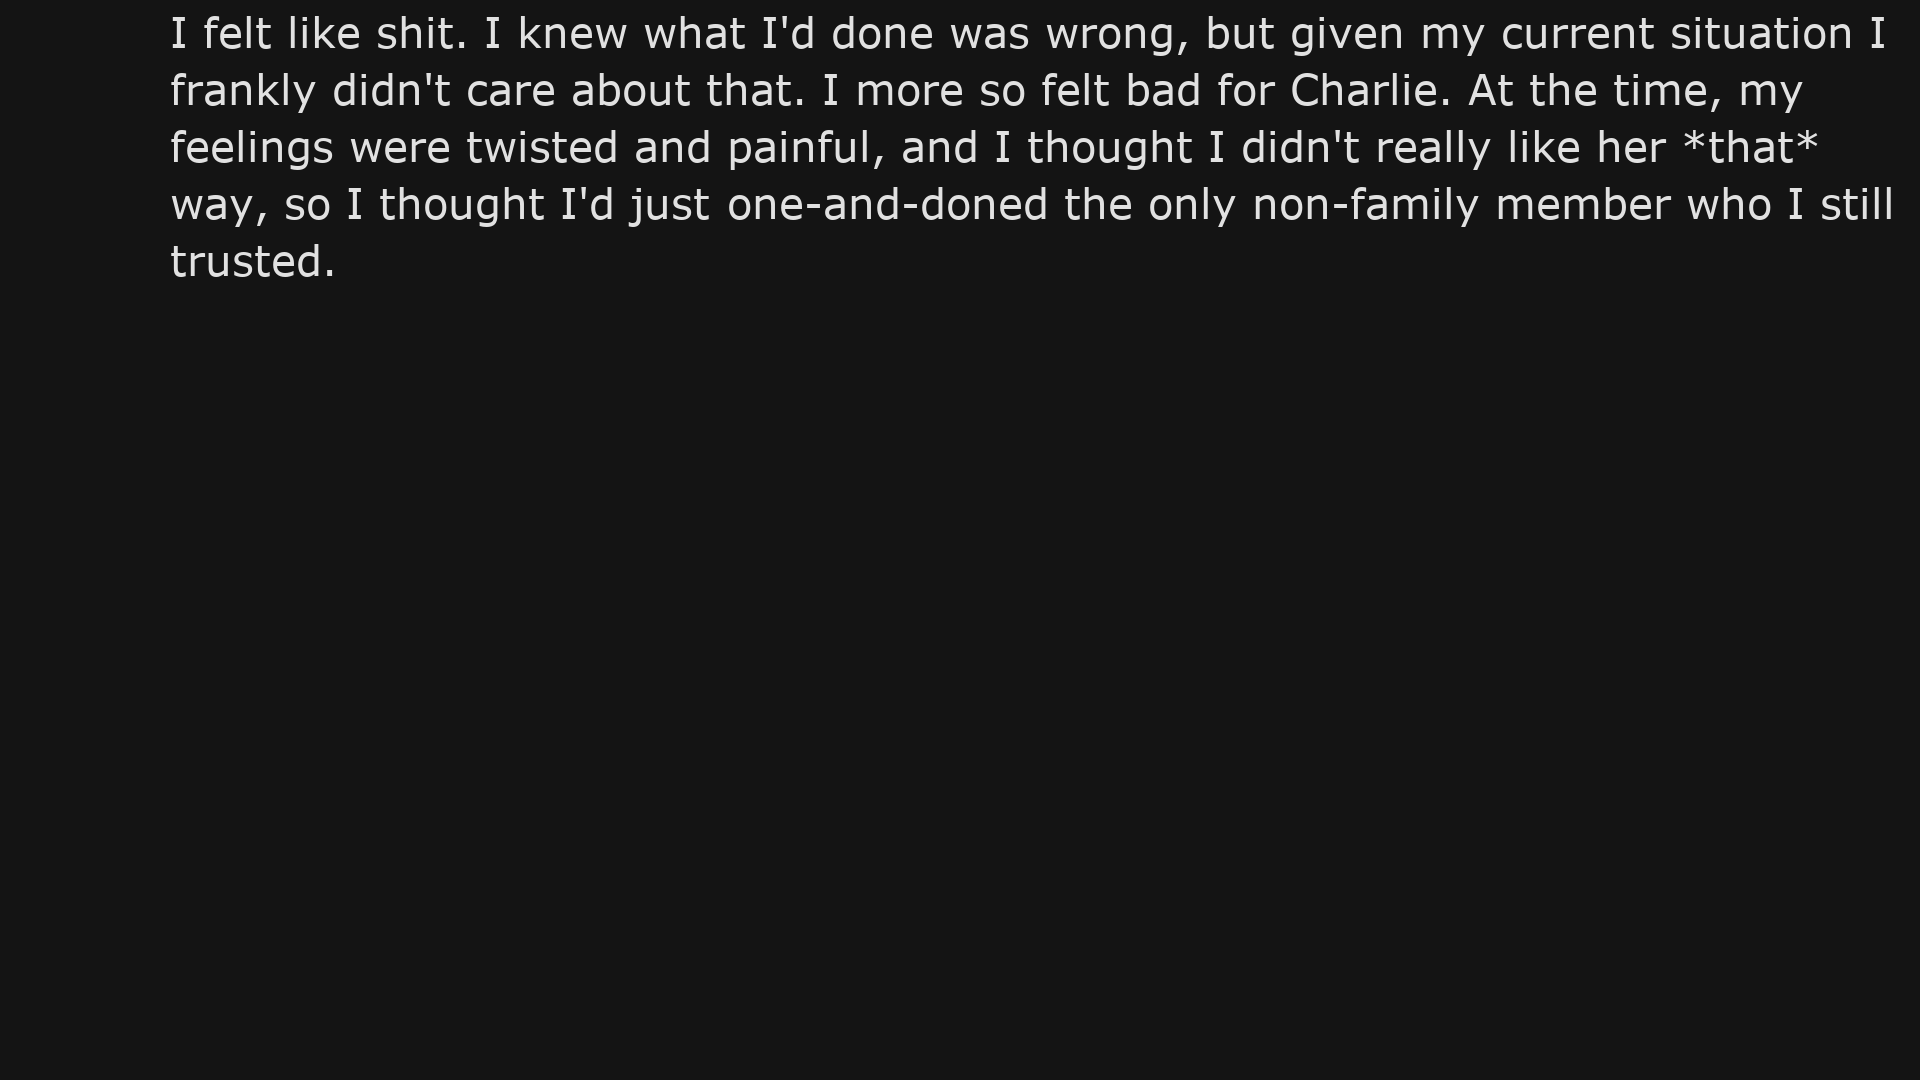 I felt like shit. I knew what I'd done was wrong, but given my current situation I
frankly didn't care about that. I more so felt bad for Charlie. At the time, my
feelings were twisted and painful, and I thought I didn't really like her *that*
way, so I thought I'd just one-and-doned the only non-family member who I still
trusted.